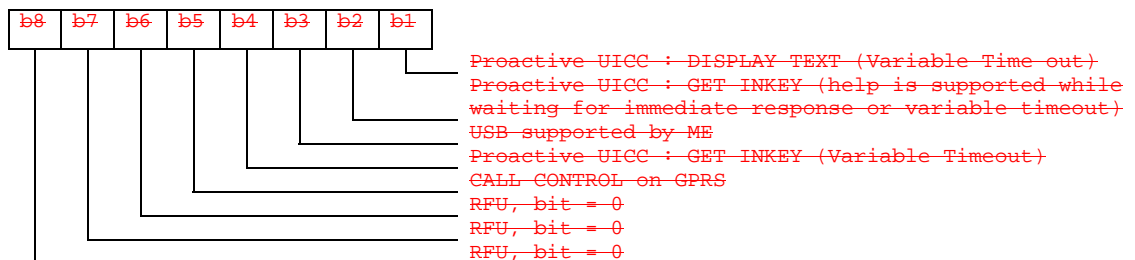 b8 b7 b6 b5 b4 b3 b2 b1
Proactive UICC : DISPLAY TEXT (Variable Time out)
Proactive UICC : GET INKEY (help is supported while
waiting for immediate response or variable timeout)
USB supported by ME
Proactive UICC : GET INKEY (Variable Timeout)
CALL CONTROL on GPRS
RFU, bit = 0
RFU, bit = 0
RFU, bit = 0